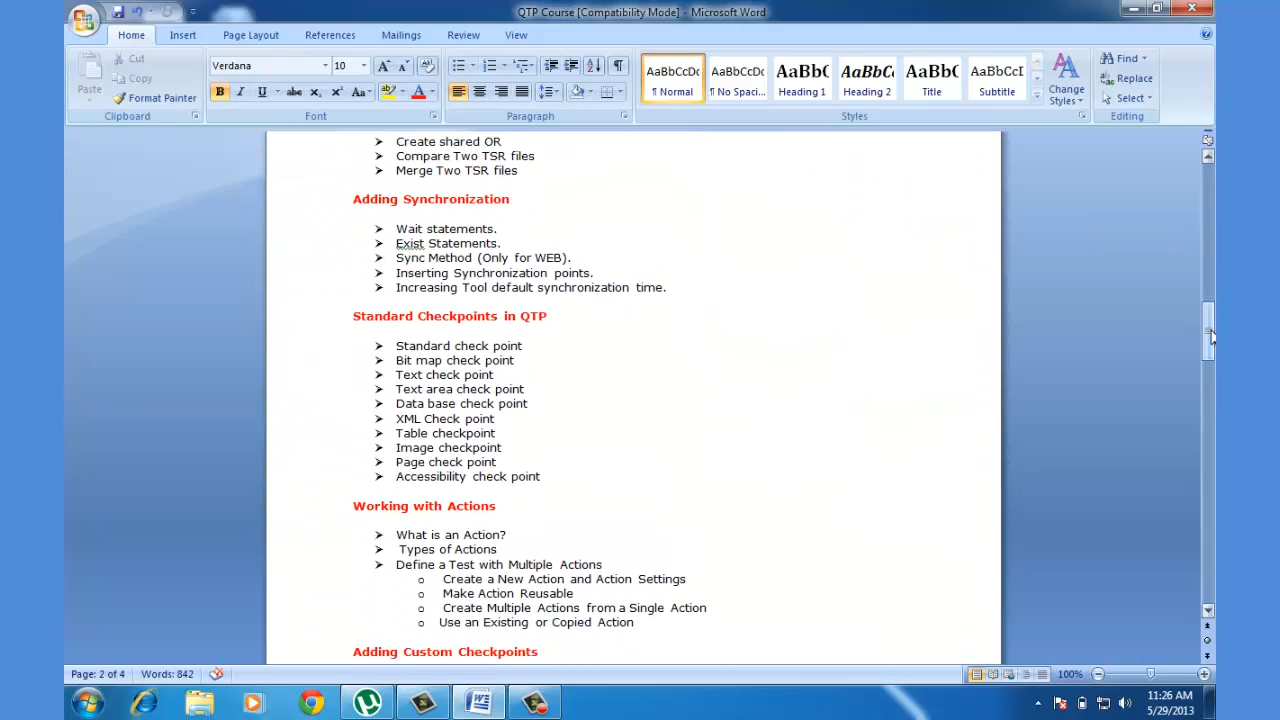 QTP Course [Compatibility Mode] - Microsoft Word
Home Insert Page Layout References Mailings Review View
Paste
Cut
Copy
Format Painter
Clipboard
Verdana 10
B I U abc x₂ x² Aa
Font
Paragraph
AaBbCcDc AaBbCcDc AaBbC AaBbCc AaBbCc AaBbCcI
¶ Normal ¶ No Spaci... Heading 1 Heading 2 Title Subtitle
Change Styles
Styles
Find
Replace
Select
Editing
Create shared OR
Compare Two TSR files
Merge Two TSR files
Adding Synchronization
Wait statements.
Exist Statements.
Sync Method (Only for WEB).
Inserting Synchronization points.
Increasing Tool default synchronization time.
Standard Checkpoints in QTP
Standard check point
Bit map check point
Text check point
Text area check point
Data base check point
XML Check point
Table checkpoint
Image checkpoint
Page check point
Accessibility check point
Working with Actions
What is an Action?
Types of Actions
Define a Test with Multiple Actions
o Create a New Action and Action Settings
o Make Action Reusable
o Create Multiple Actions from a Single Action
o Use an Existing or Copied Action
Adding Custom Checkpoints
Page: 2 of 4 Words: 842 100%
11:26 AM
5/29/2013